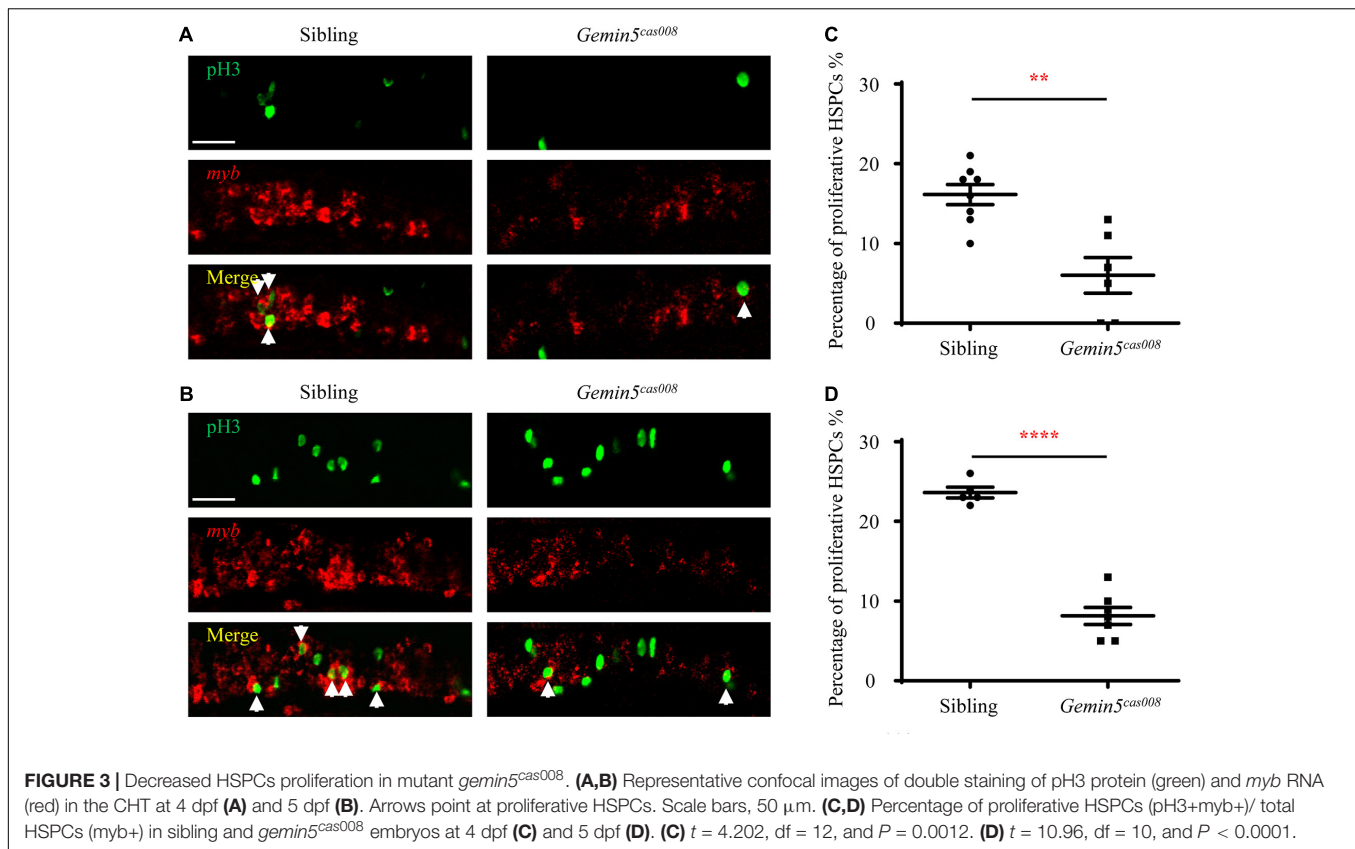 A
Sibling
Gemin5cas008
pH3
myb
Merge
B
Sibling
Gemin5cas008
pH3
myb
Merge
C
**
Percentage of proliferative HSPCs %
30
20
10
0
Sibling
Gemin5cas008
D
****
Percentage of proliferative HSPCs %
30
20
10
0
Sibling
Gemin5cas008
FIGURE 3 | Decreased HSPCs proliferation in mutant gemin5cas008. (A,B) Representative confocal images of double staining of pH3 protein (green) and myb RNA
(red) in the CHT at 4 dpf (A) and 5 dpf (B). Arrows point at proliferative HSPCs. Scale bars, 50 μm. (C,D) Percentage of proliferative HSPCs (pH3+myb+)/ total
HSPCs (myb+) in sibling and gemin5cas008 embryos at 4 dpf (C) and 5 dpf (D). (C) t = 4.202, df = 12, and P = 0.0012. (D) t = 10.96, df = 10, and P < 0.0001.